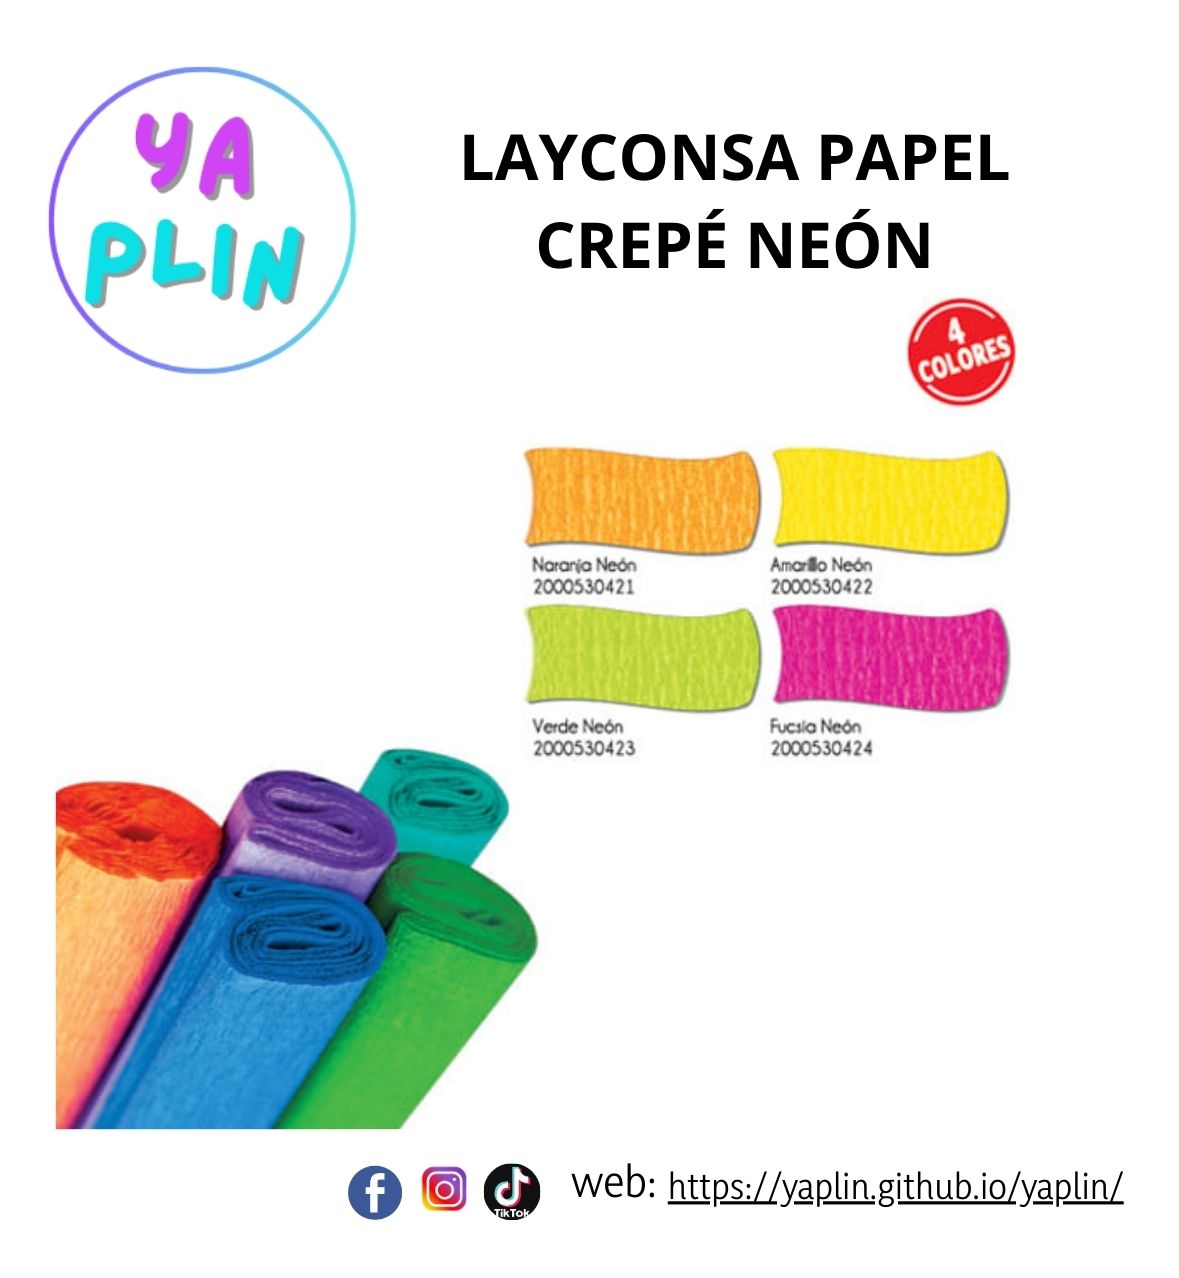 YA
PLIN
LAYCONSA PAPEL
CREPÉ NEÓN
4
COLORES
Naranja Neón
2000530421
Amarillo Neón
2000530422
Verde Neón
2000530423
Fucsia Neón
2000530424
TikTok
web: https://yaplin.github.io/yaplin/